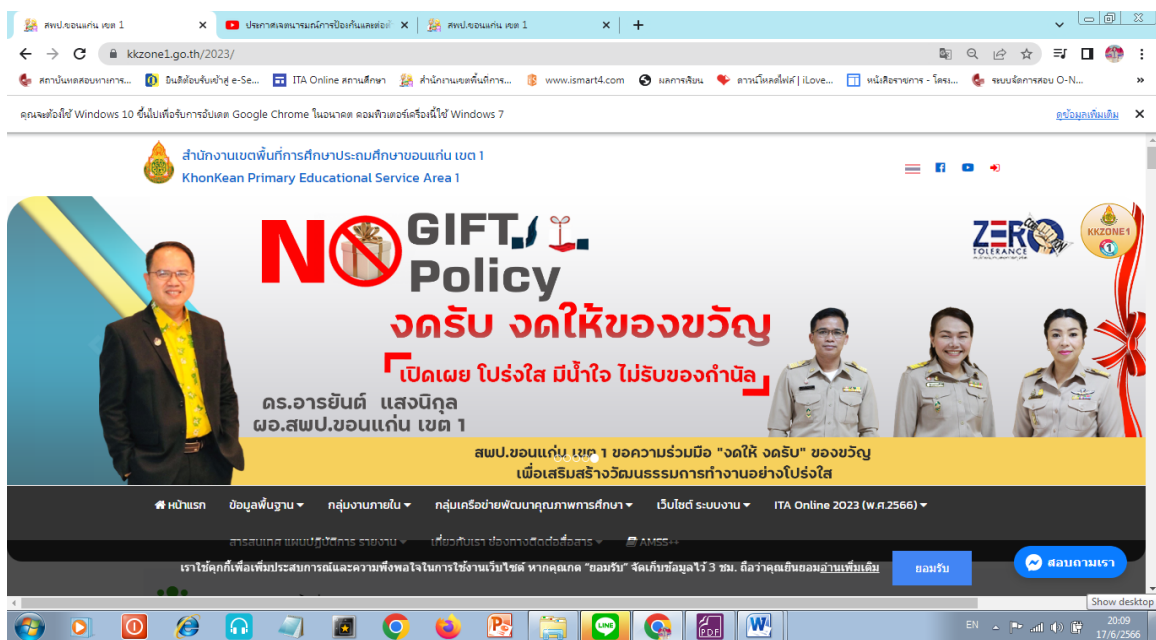 สพป.ขอนแก่น เขต 1
ประกาศเจตนารมณ์การป้องกันและต่อต้
สพป.ขอนแก่น เขต 1
kkzone1.go.th/2023/
สถาบันทดสอบทางการ...
ยินดีต้อนรับเข้าสู่ e-Se...
ITA Online สถานศึกษา
สำนักงานเขตพื้นที่การ...
www.ismart4.com
ผลการเรียน
ดาวน์โหลดไฟล์ | iLove...
หนังสือราชการ - โครง...
ระบบจัดการสอบ O-N...
»
คุณจะต้องใช้ Windows 10 ขึ้นไปเพื่อรับการอัปเดต Google Chrome ในอนาคต คอมพิวเตอร์เครื่องนี้ใช้ Windows 7
ดูข้อมูลเพิ่มเติม
สำนักงานเขตพื้นที่การศึกษาประถมศึกษาขอนแก่น เขต 1
KhonKean Primary Educational Service Area 1
NO GIFT
Policy
ZERO
TOLERANCE
KKZONE1
1
งดรับ งดให้ของขวัญ
เปิดเผย โปร่งใส มีน้ำใจ ไม่รับของกำนัล
ดร.อารยันต์ แสงนิกุล
ผอ.สพป.ขอนแก่น เขต 1
สพป.ขอนแก่น เขต 1 ขอความร่วมมือ "งดให้ งดรับ" ของขวัญ
เพื่อเสริมสร้างวัฒนธรรมการทำงานอย่างโปร่งใส
หน้าแรก ข้อมูลพื้นฐาน กลุ่มงานภายใน กลุ่มเครือข่ายพัฒนาคุณภาพการศึกษา เว็บไซต์ ระบบงาน ITA Online 2023 (พ.ศ.2566)
สารสนเทศ แผนปฏิบัติการ รายงาน เกี่ยวกับเรา ช่องทางติดต่อสื่อสาร AMSS++
เราใช้คุกกี้เพื่อเพิ่มประสบการณ์และความพึงพอใจในการใช้งานเว็บไซต์ หากคุณกด “ยอมรับ” จัดเก็บข้อมูลไว้ 3 ชม. ถือว่าคุณยินยอมอ่านเพิ่มเติม
ยอมรับ
สอบถามเรา
Show desktop
LINE
PDF
EN
20:09
17/6/2566